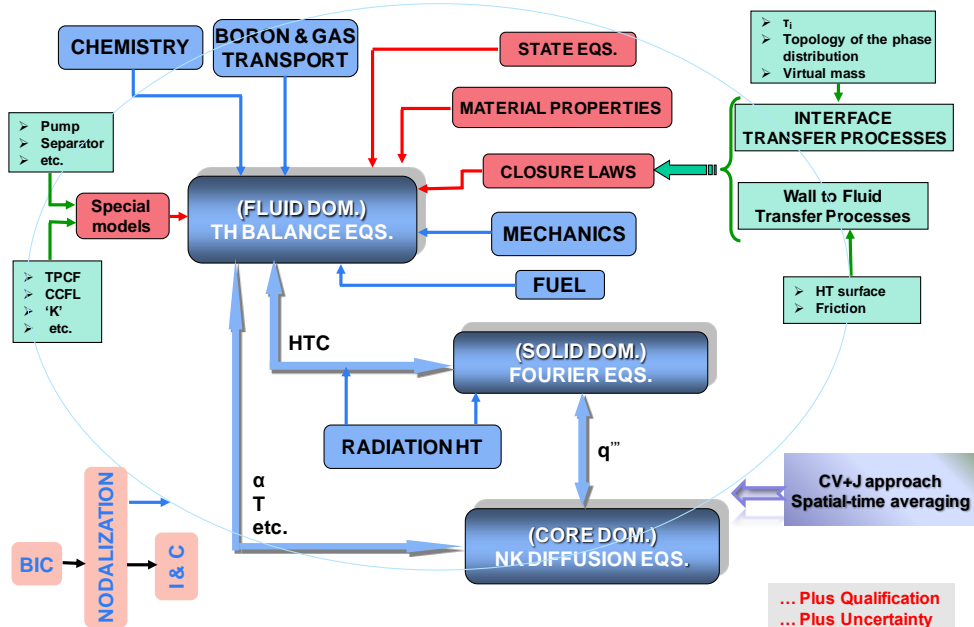 CHEMISTRY
BORON & GAS
TRANSPORT
STATE EQS.
MATERIAL PROPERTIES
CLOSURE LAWS
➢ τi
➢ Topology of the phase
distribution
➢ Virtual mass
INTERFACE
TRANSFER PROCESSES
Wall to Fluid
Transfer Processes
➢ HT surface
➢ Friction
➢ Pump
➢ Separator
➢ etc.
Special
models
➢ TPCF
➢ CCFL
➢ ‘K’
➢ etc.
(FLUID DOM.)
TH BALANCE EQS.
MECHANICS
FUEL
HTC
(SOLID DOM.)
FOURIER EQS.
RADIATION HT
q’’’
α
T
etc.
(CORE DOM.)
NK DIFFUSION EQS.
CV+J approach
Spatial-time averaging
BIC
NODALIZATION
I & C
… Plus Qualification
… Plus Uncertainty